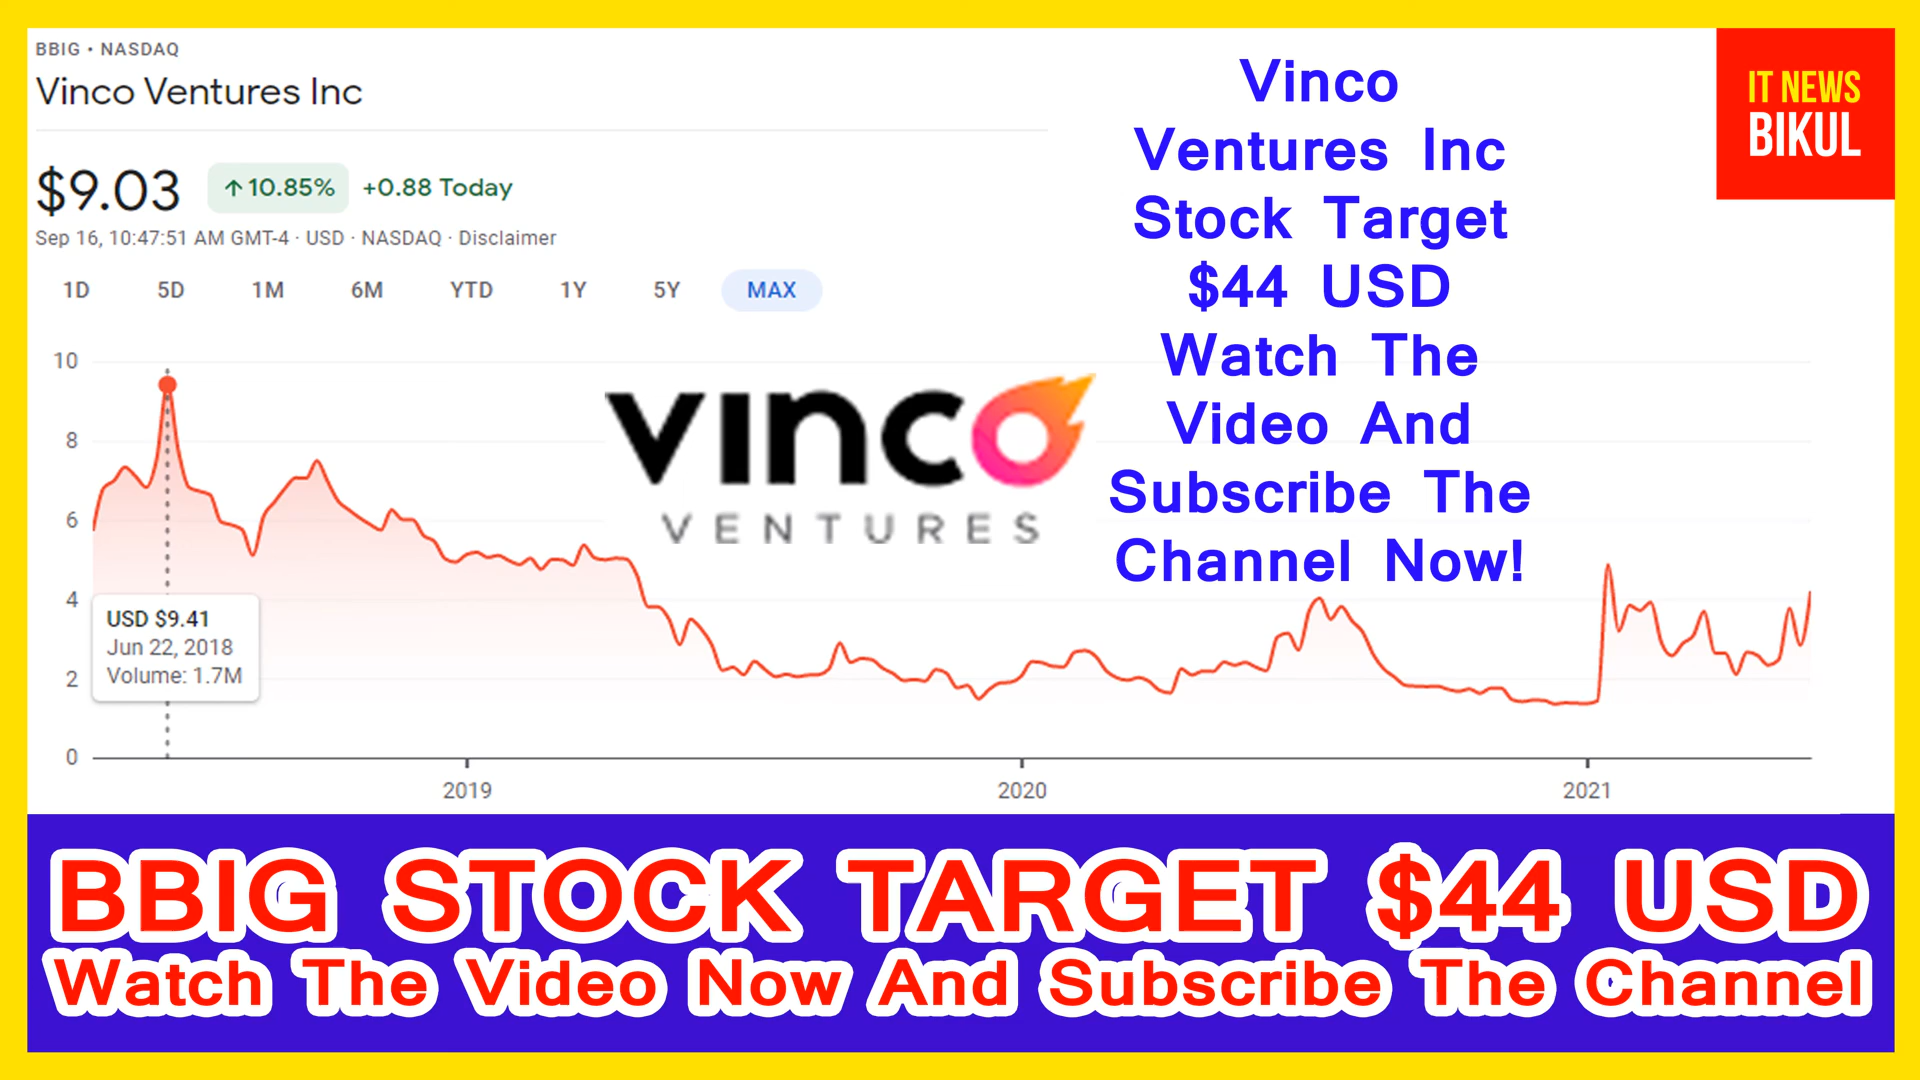 BBIG • NASDAQ
Vinco Ventures Inc
$9.03 ↑10.85% +0.88 Today
Sep 16, 10:47:51 AM GMT-4 · USD · NASDAQ · Disclaimer
1D 5D 1M 6M YTD 1Y 5Y MAX
Vinco
Ventures Inc
Stock Target
$44 USD
Watch The
Video And
Subscribe The
Channel Now!
IT NEWS
BIKUL
10
8
6
4
2
0
vinco
VENTURES
USD $9.41
Jun 22, 2018
Volume: 1.7M
2019 2020 2021
BBIG STOCK TARGET $44 USD
Watch The Video Now And Subscribe The Channel